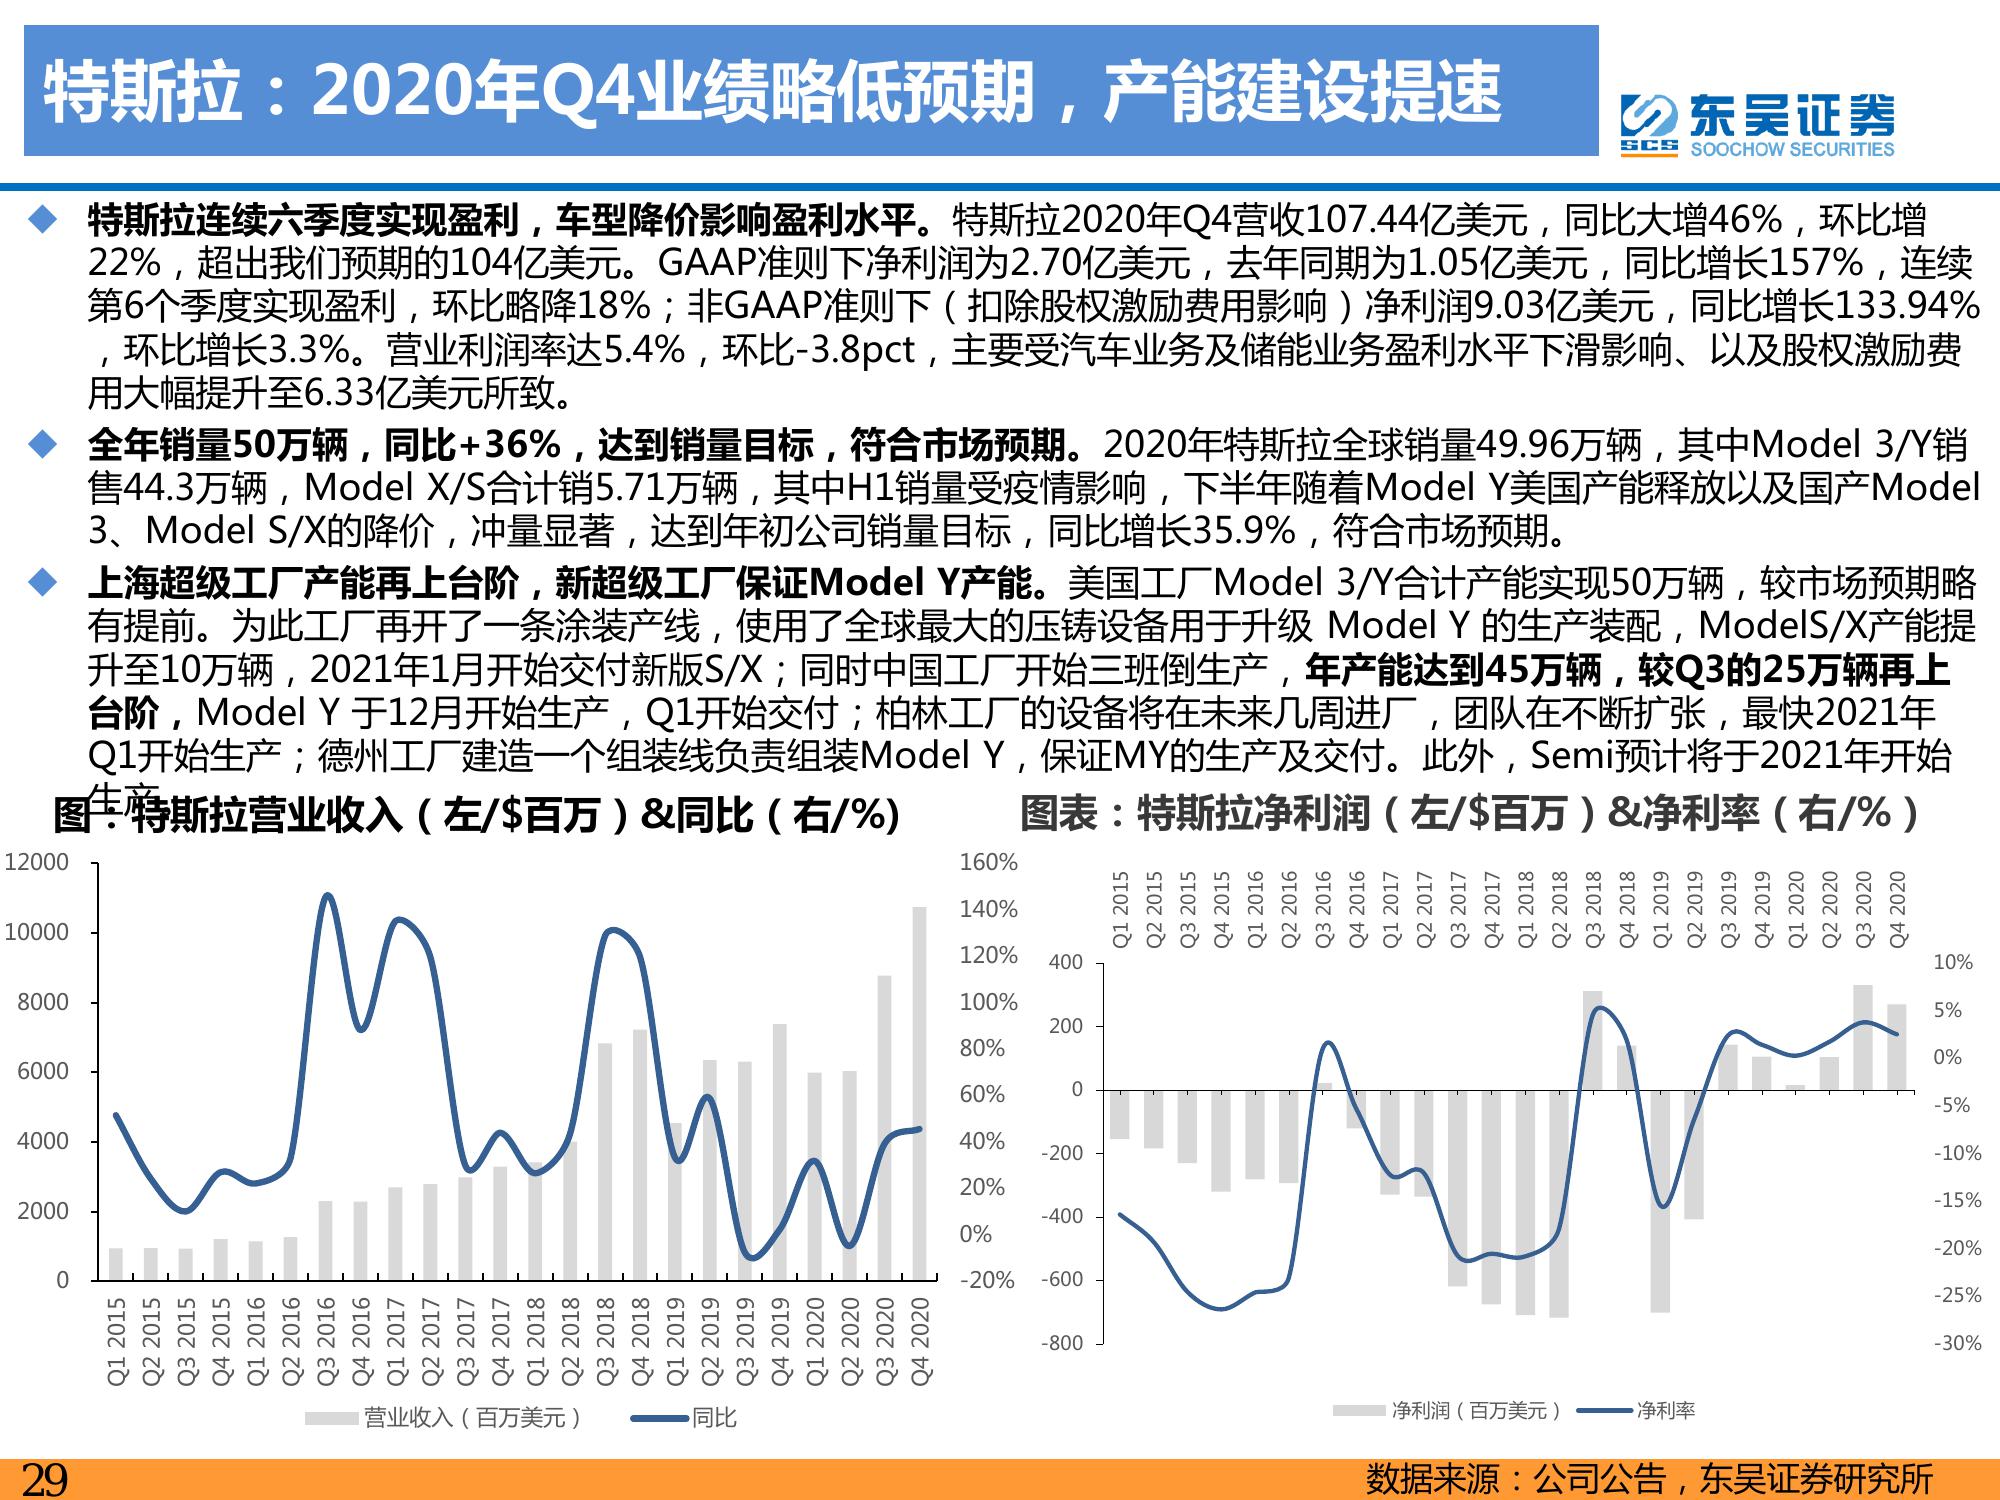 特斯拉：2020年Q4业绩略低预期，产能建设提速
SCS
东吴证券
SOOCHOW SECURITIES
特斯拉连续六季度实现盈利，车型降价影响盈利水平。特斯拉2020年Q4营收107.44亿美元，同比大增46%，环比增
22%，超出我们预期的104亿美元。GAAP准则下净利润为2.70亿美元，去年同期为1.05亿美元，同比增长157%，连续
第6个季度实现盈利，环比略降18%；非GAAP准则下（扣除股权激励费用影响）净利润9.03亿美元，同比增长133.94%
，环比增长3.3%。营业利润率达5.4%，环比-3.8pct，主要受汽车业务及储能业务盈利水平下滑影响、以及股权激励费
用大幅提升至6.33亿美元所致。
全年销量50万辆，同比+36%，达到销量目标，符合市场预期。2020年特斯拉全球销量49.96万辆，其中Model 3/Y销
售44.3万辆，Model X/S合计销5.71万辆，其中H1销量受疫情影响，下半年随着Model Y美国产能释放以及国产Model
3、Model S/X的降价，冲量显著，达到年初公司销量目标，同比增长35.9%，符合市场预期。
上海超级工厂产能再上台阶，新超级工厂保证Model Y产能。美国工厂Model 3/Y合计产能实现50万辆，较市场预期略
有提前。为此工厂再开了一条涂装产线，使用了全球最大的压铸设备用于升级 Model Y 的生产装配，ModelS/X产能提
升至10万辆，2021年1月开始交付新版S/X；同时中国工厂开始三班倒生产，年产能达到45万辆，较Q3的25万辆再上
台阶，Model Y 于12月开始生产，Q1开始交付；柏林工厂的设备将在未来几周进厂，团队在不断扩张，最快2021年
Q1开始生产；德州工厂建造一个组装线负责组装Model Y，保证MY的生产及交付。此外，Semi预计将于2021年开始
生产
图：特斯拉营业收入（左/$百万）&同比（右/%)
12000
10000
8000
6000
4000
2000
0
160%
140%
120%
100%
80%
60%
40%
20%
0%
-20%
Q1 2015
Q2 2015
Q3 2015
Q4 2015
Q1 2016
Q2 2016
Q3 2016
Q4 2016
Q1 2017
Q2 2017
Q3 2017
Q4 2017
Q1 2018
Q2 2018
Q3 2018
Q4 2018
Q1 2019
Q2 2019
Q3 2019
Q4 2019
Q1 2020
Q2 2020
Q3 2020
Q4 2020
营业收入（百万美元）
同比
图表：特斯拉净利润（左/$百万）&净利率（右/%）
Q1 2015
Q2 2015
Q3 2015
Q4 2015
Q1 2016
Q2 2016
Q3 2016
Q4 2016
Q1 2017
Q2 2017
Q3 2017
Q4 2017
Q1 2018
Q2 2018
Q3 2018
Q4 2018
Q1 2019
Q2 2019
Q3 2019
Q4 2019
Q1 2020
Q2 2020
Q3 2020
Q4 2020
400
200
0
-200
-400
-600
-800
10%
5%
0%
-5%
-10%
-15%
-20%
-25%
-30%
净利润（百万美元）
净利率
29
数据来源：公司公告，东吴证券研究所